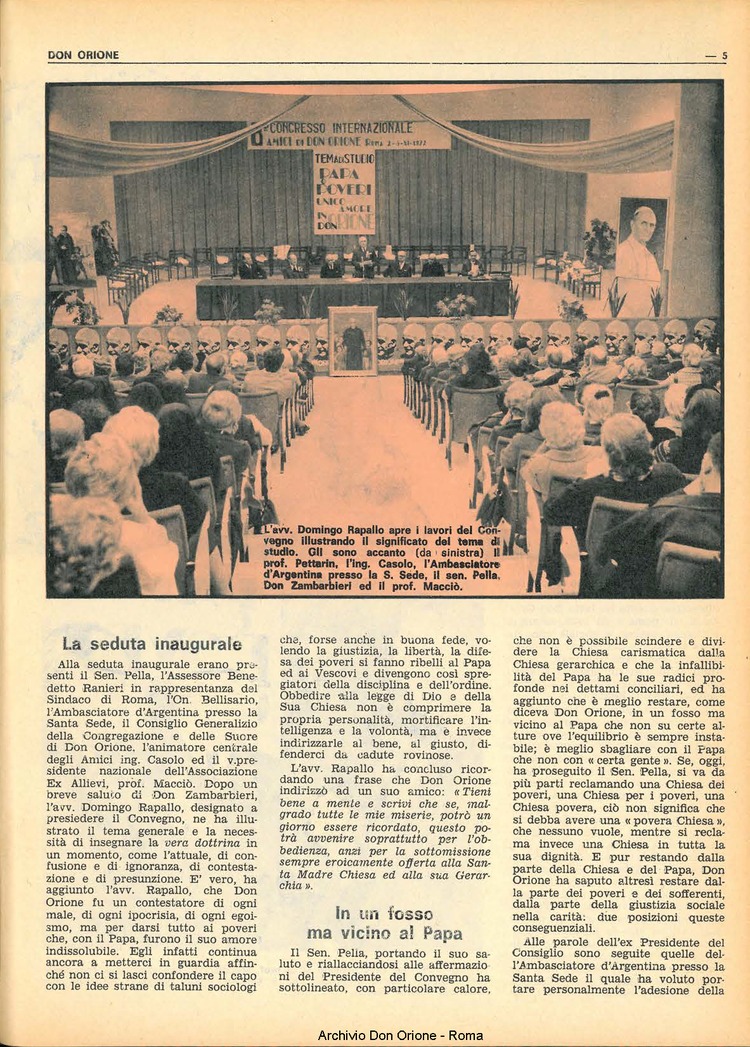 DON ORIONE
— 5
CONGRESSO INTERNAZIONALE
AMICI DI DON ORIONE ROMA
TEMA DI STUDIO
PAPA
POVERI
UNICO
AMORE
IN
DON ORIONE
L'avv. Domingo Rapallo apre i lavori del Con-
vegno illustrando il significato del tema di
studio. Gli sono accanto (da sinistra) il
prof. Pettarin, l'ing. Casolo, l'Ambasciatore
d'Argentina presso la S. Sede, il sen. Pella,
Don Zambarbieri ed il prof. Macciò.
La seduta inaugurale
Alla seduta inaugurale erano pre-
senti il Sen. Pella, l'Assessore Bene-
detto Ranieri in rappresentanza del
Sindaco di Roma, l'On. Bellisario,
l'Ambasciatore d'Argentina presso la
Santa Sede, il Consiglio Generalizio
della Congregazione e delle Suore
di Don Orione, l'animatore centrale
degli Amici ing. Casolo ed il v.pre-
sidente nazionale dell'Associazione
Ex Allievi, prof. Macciò. Dopo un
breve saluto di Don Zambarbieri,
l'avv. Domingo Rapallo, designato a
presiedere il Convegno, ne ha illu-
strato il tema generale e la neces-
sità di insegnare la vera dottrina in
un momento, come l'attuale, di con-
fusione e di ignoranza, di contesta-
zione e di presunzione. E' vero, ha
aggiunto l'avv. Rapallo, che Don
Orione fu un contestatore di ogni
male, di ogni ipocrisia, di ogni egoi-
smo, ma per darsi tutto ai poveri
che, con il Papa, furono il suo amore
indissolubile. Egli infatti continua
ancora a metterci in guardia affin-
ché non ci si lasci confondere il capo
con le idee strane di taluni sociologi
che, forse anche in buona fede, vo-
lendo la giustizia, la libertà, la dife-
sa dei poveri si fanno ribelli al Papa
ed ai Vescovi e divengono così spre-
giatori della disciplina e dell'ordine.
Obbedire alla legge di Dio e della
Sua Chiesa non è comprimere la
propria personalità, mortificare l'in-
telligenza e la volontà, ma è invece
indirizzarle al bene, al giusto, di-
fenderci da cadute rovinose.
L'avv. Rapallo ha concluso ricor-
dando una frase che Don Orione
indirizzò ad un suo amico: « Tieni
bene a mente e scrivi che se, mal-
grado tutte le mie miserie, potrò un
giorno essere ricordato, questo po-
trà avvenire soprattutto per l'ob-
bedienza, anzi per la sottomissione
sempre eroicamente offerta alla San-
ta Madre Chiesa ed alla sua Gerar-
chia ».
In un fosso
ma vicino al Papa
Il Sen. Pella, portando il suo sa-
luto e riallacciandosi alle affermazio-
ni del Presidente del Convegno ha
sottolineato, con particolare calore,
che non è possibile scindere e divi-
dere la Chiesa carismatica dalla
Chiesa gerarchica e che la infallibi-
lità del Papa ha le sue radici pro-
fonde nei dettami conciliari, ed ha
aggiunto che è meglio restare, come
diceva Don Orione, in un fosso ma
vicino al Papa che non su certe al-
ture ove l'equilibrio è sempre insta-
bile; è meglio sbagliare con il Papa
che non con « certa gente ». Se, oggi,
ha proseguito il Sen. Pella, si va da
più parti reclamando una Chiesa dei
poveri, una Chiesa per i poveri, una
Chiesa povera, ciò non significa che
si debba avere una « povera Chiesa »,
che nessuno vuole, mentre si recla-
ma invece una Chiesa in tutta la
sua dignità. E pur restando dalla
parte della Chiesa e del Papa, Don
Orione ha saputo altresì restare dal-
la parte dei poveri e dei sofferenti,
dalla parte della giustizia sociale
nella carità: due posizioni queste
conseguenziali.
Alle parole dell'ex Presidente del
Consiglio sono seguite quelle del-
l'Ambasciatore d'Argentina presso la
Santa Sede il quale ha voluto por-
tare personalmente l'adesione della
Archivio Don Orione - Roma